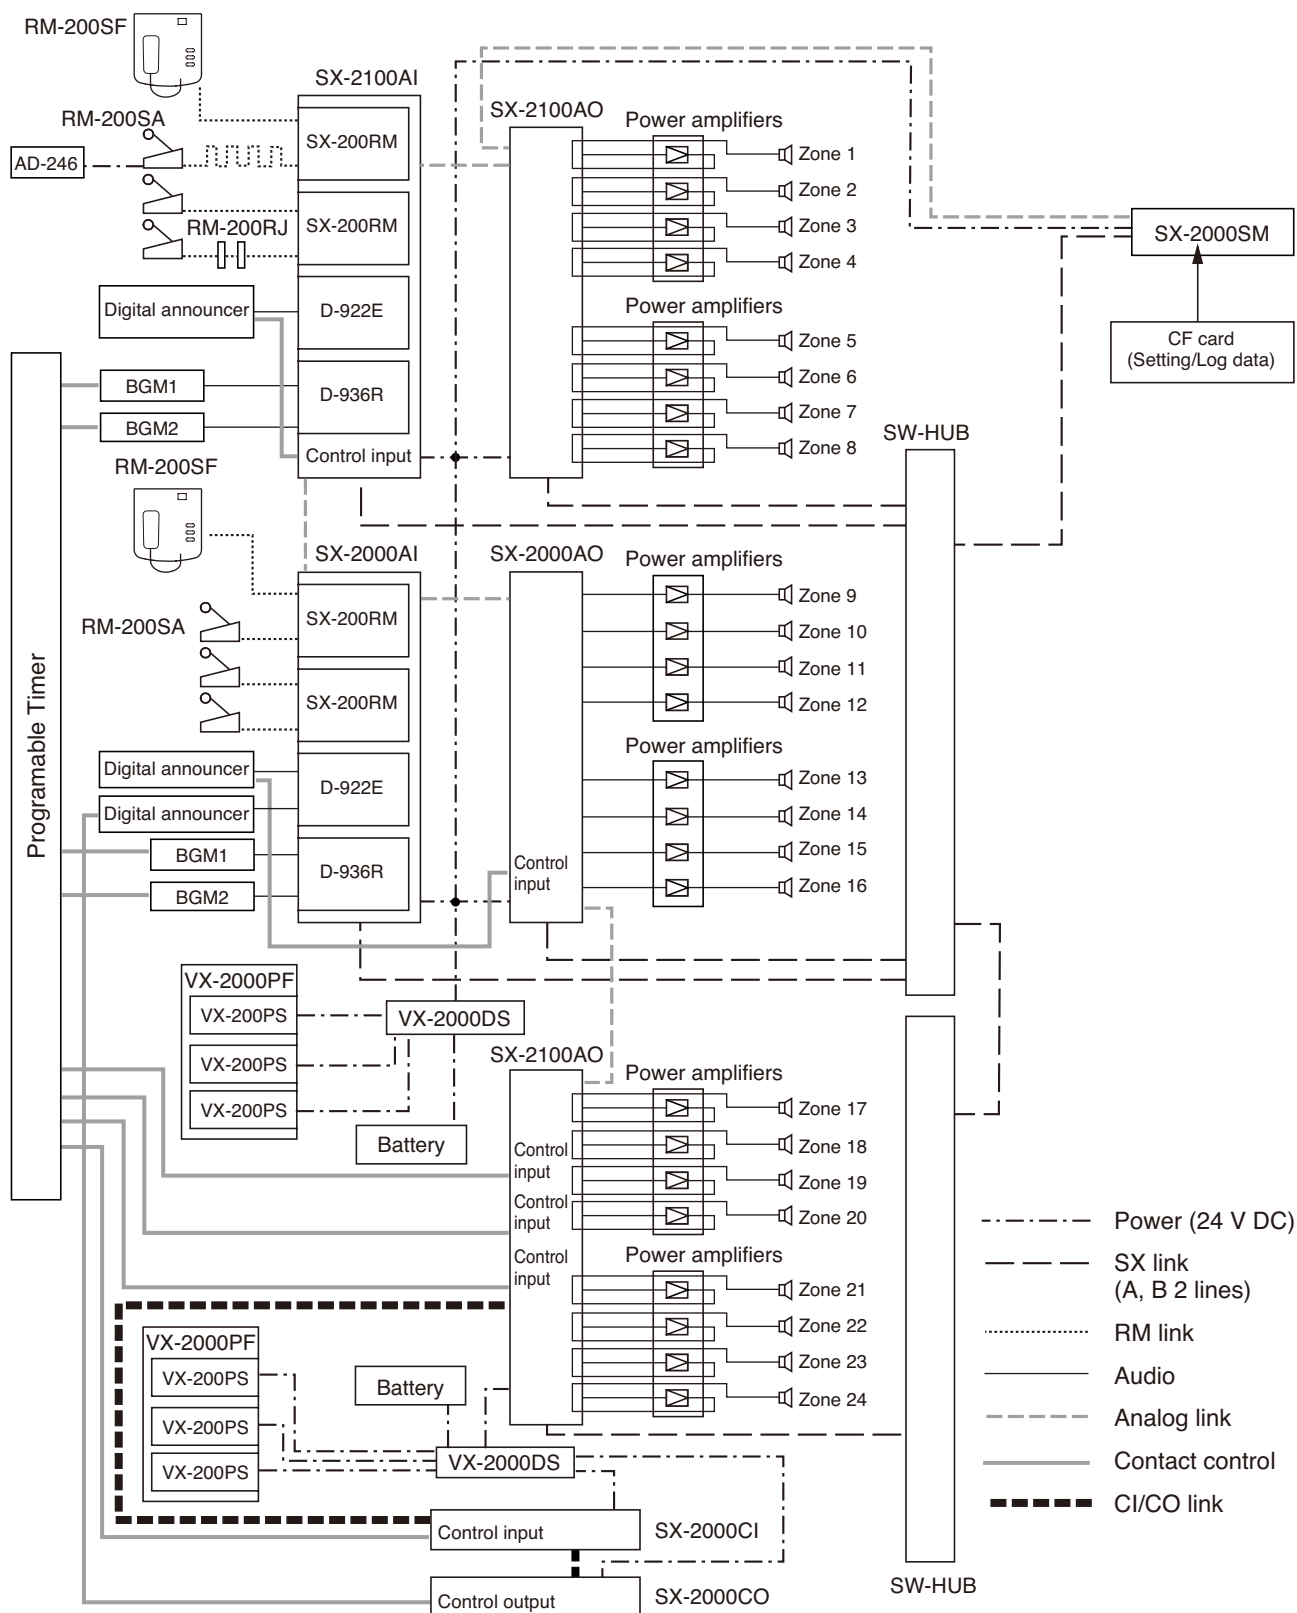 RM-200SF
SX-2100AI
SX-2100AO
RM-200SA
AD-246
SX-200RM
SX-200RM
RM-200RJ
Digital announcer
D-922E
BGM1
BGM2
D-936R
Control input
Power amplifiers
Zone 1
Zone 2
Zone 3
Zone 4
Power amplifiers
Zone 5
Zone 6
Zone 7
Zone 8
SX-2000SM
CF card
(Setting/Log data)
SW-HUB
Programable Timer
RM-200SF
SX-2000AI
SX-2000AO
RM-200SA
SX-200RM
SX-200RM
Digital announcer
Digital announcer
D-922E
BGM1
BGM2
D-936R
Control
input
Power amplifiers
Zone 9
Zone 10
Zone 11
Zone 12
Power amplifiers
Zone 13
Zone 14
Zone 15
Zone 16
VX-2000PF
VX-200PS
VX-200PS
VX-200PS
VX-2000DS
Battery
SX-2100AO
Control
input
Control
input
Control
input
Power amplifiers
Zone 17
Zone 18
Zone 19
Zone 20
Power amplifiers
Zone 21
Zone 22
Zone 23
Zone 24
VX-2000PF
VX-200PS
VX-200PS
VX-200PS
Battery
VX-2000DS
Control input
SX-2000CI
Control output
SX-2000CO
SW-HUB
Power (24 V DC)
SX link
(A, B 2 lines)
RM link
Audio
Analog link
Contact control
CI/CO link